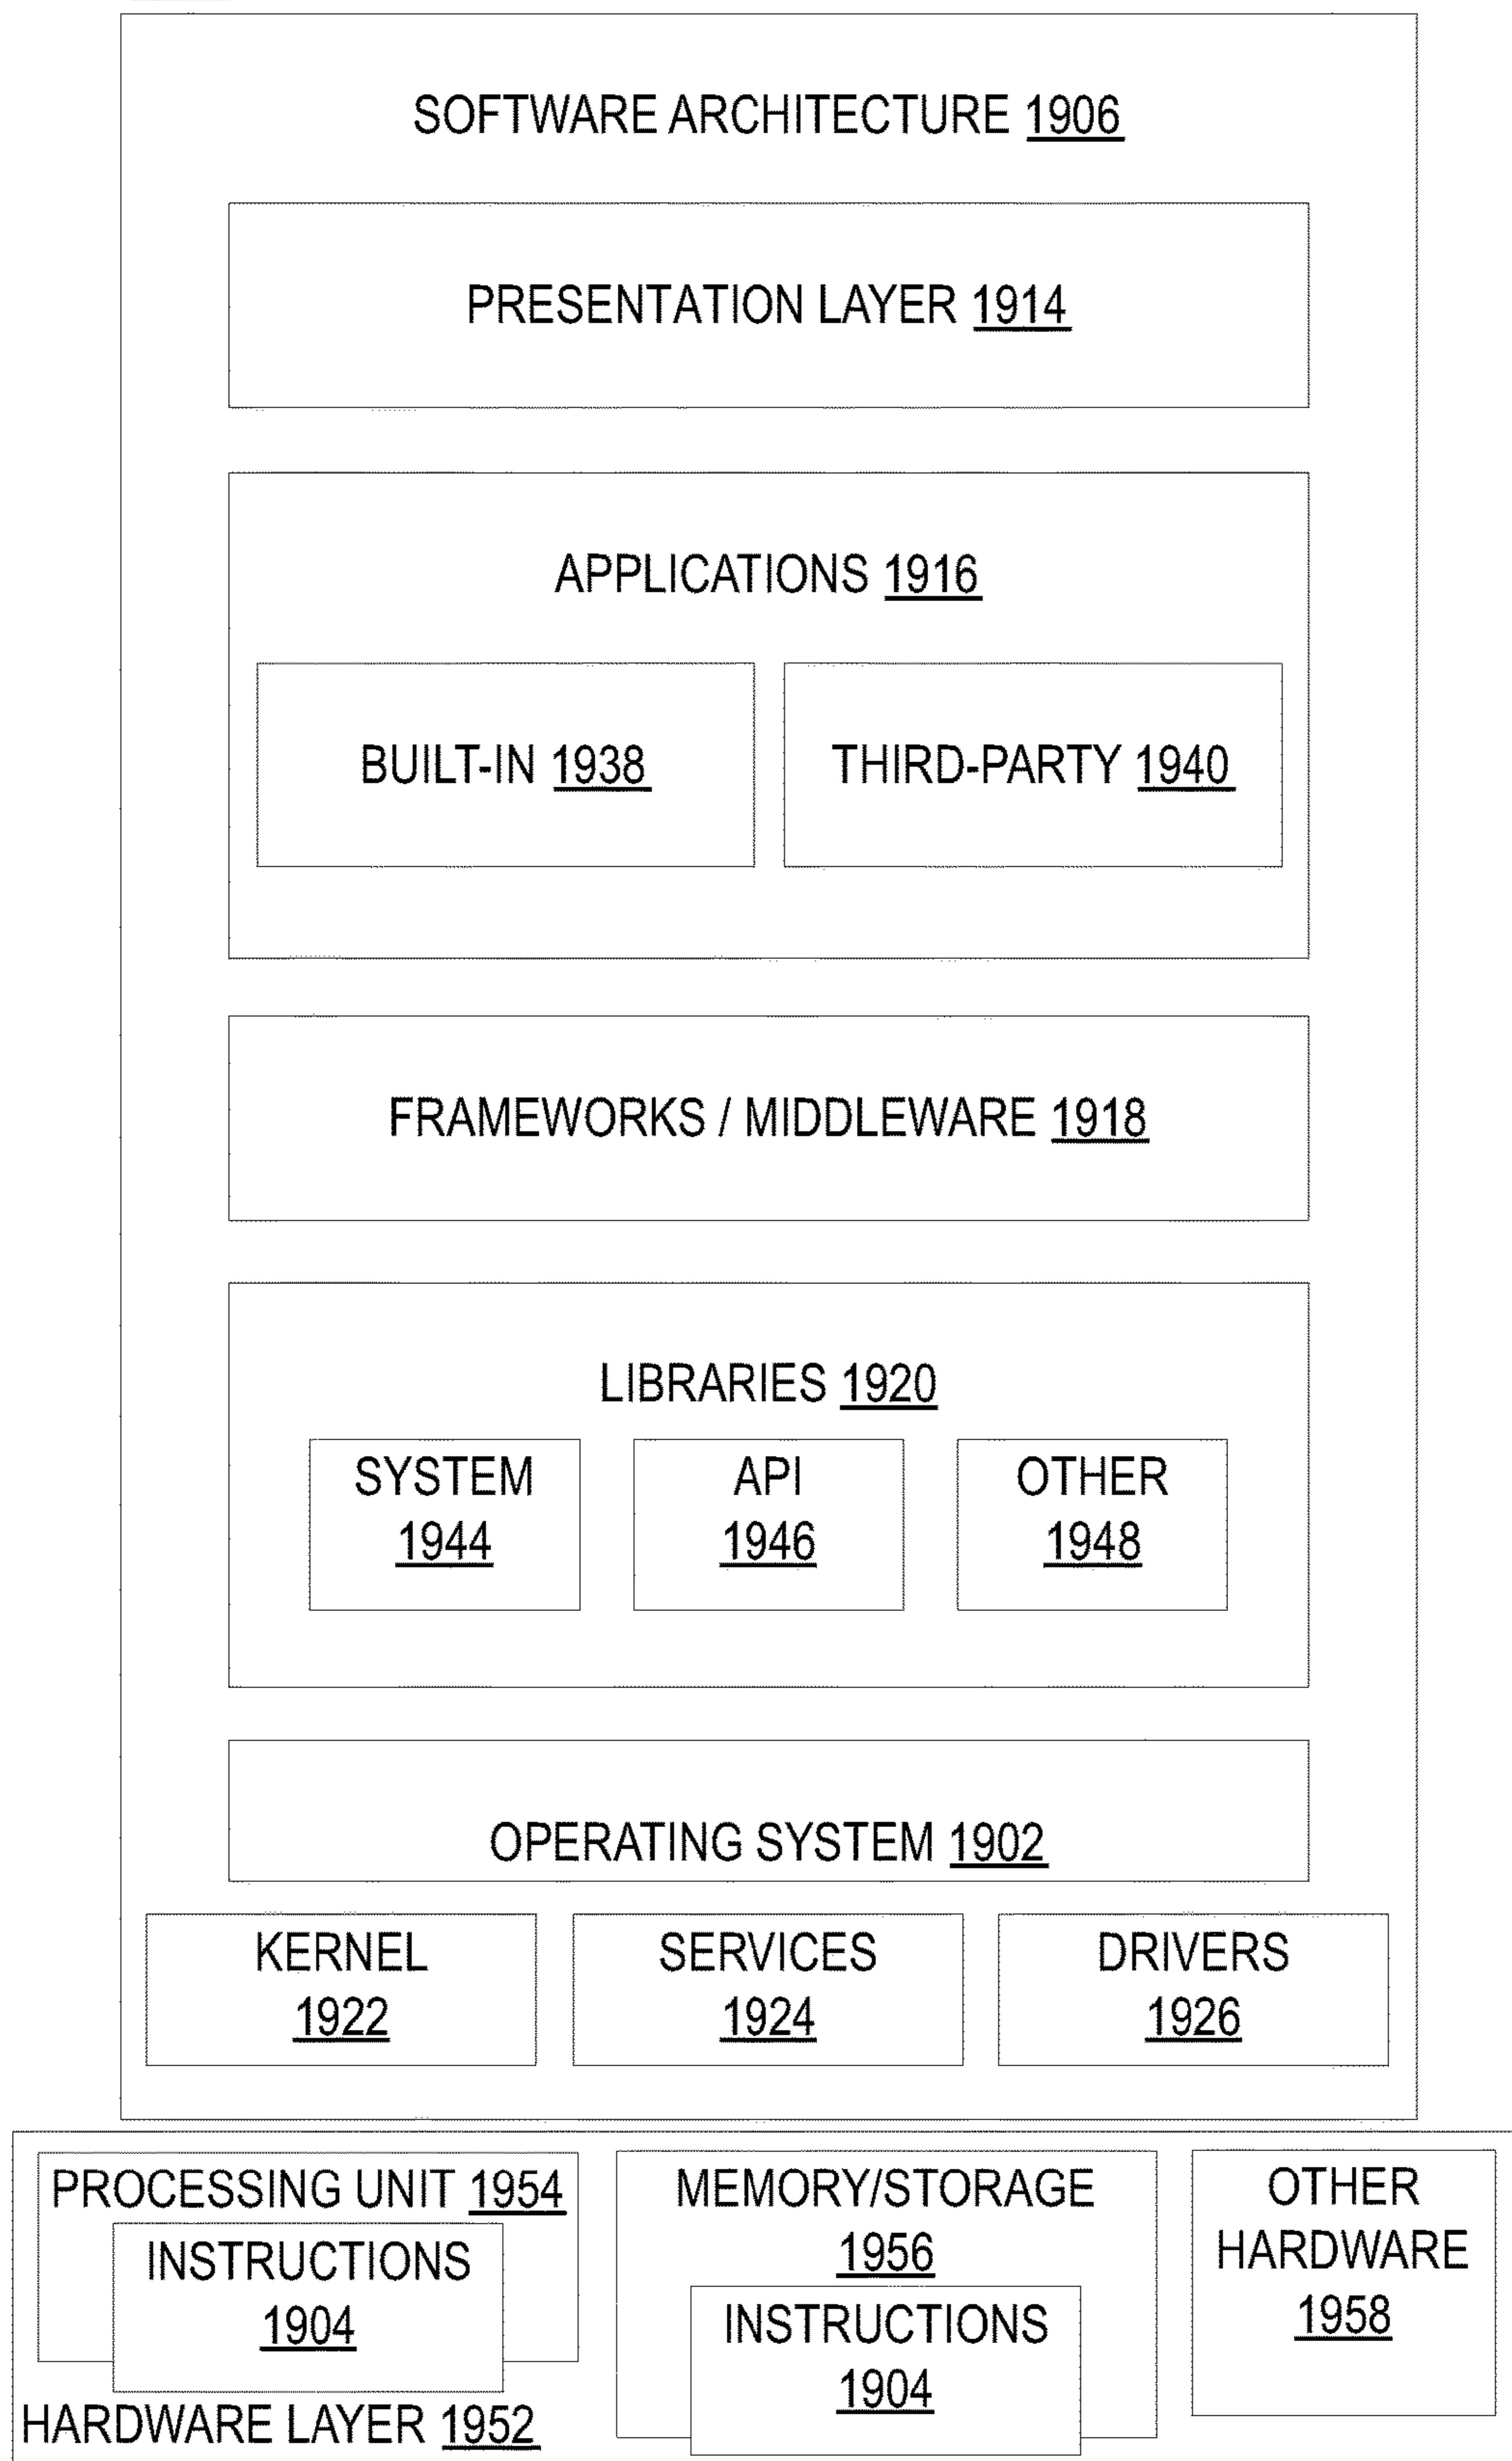 SOFTWARE ARCHITECTURE 1906
PRESENTATION LAYER 1914
APPLICATIONS 1916
BUILT-IN 1938
THIRD-PARTY 1940
FRAMEWORKS / MIDDLEWARE 1918
LIBRARIES 1920
SYSTEM
1944
API
1946
OTHER
1948
OPERATING SYSTEM 1902
KERNEL
1922
SERVICES
1924
DRIVERS
1926
PROCESSING UNIT 1954
INSTRUCTIONS
1904
HARDWARE LAYER 1952
MEMORY/STORAGE
1956
INSTRUCTIONS
1904
OTHER
HARDWARE
1958